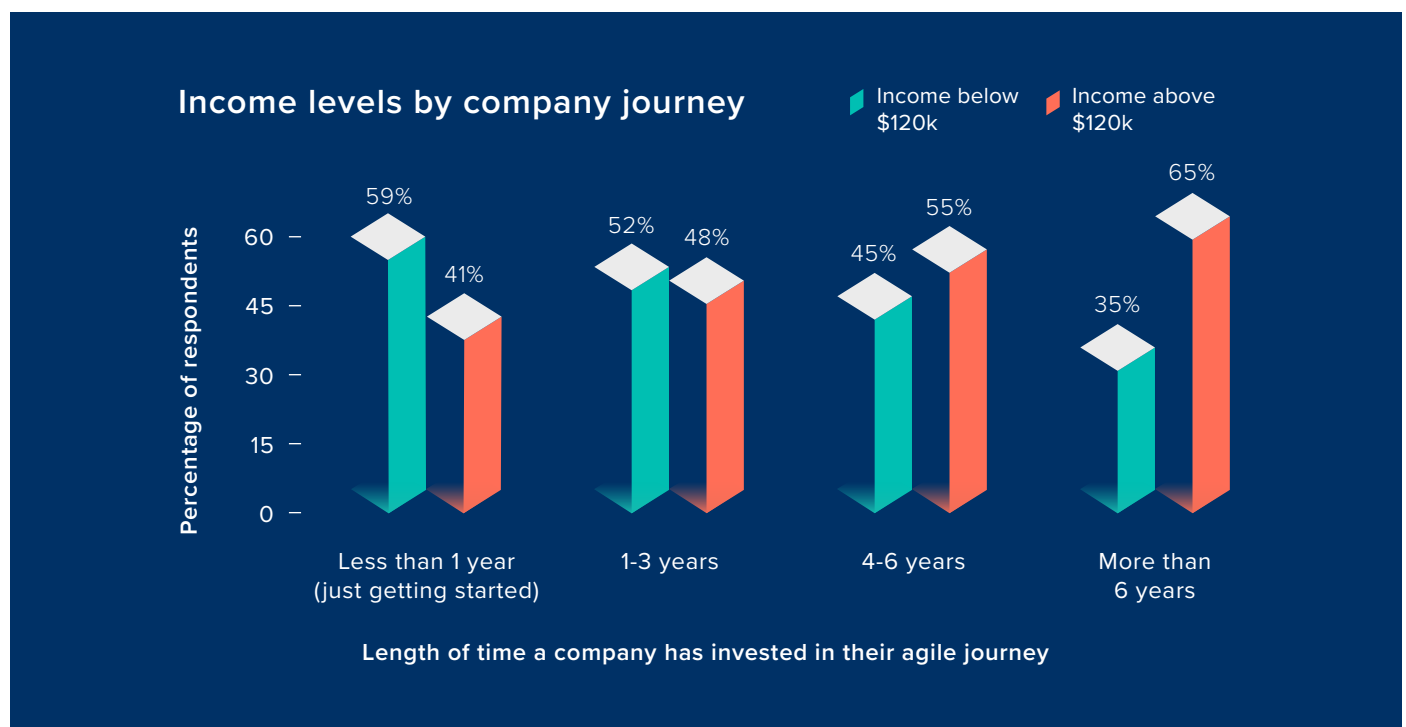 Income levels by company journey
Income below
$120k
Income above
$120k
Percentage of respondents
60
45
30
15
0
59%
41%
52%
48%
45%
55%
35%
65%
Less than 1 year
(just getting started)
1-3 years
4-6 years
More than
6 years
Length of time a company has invested in their agile journey